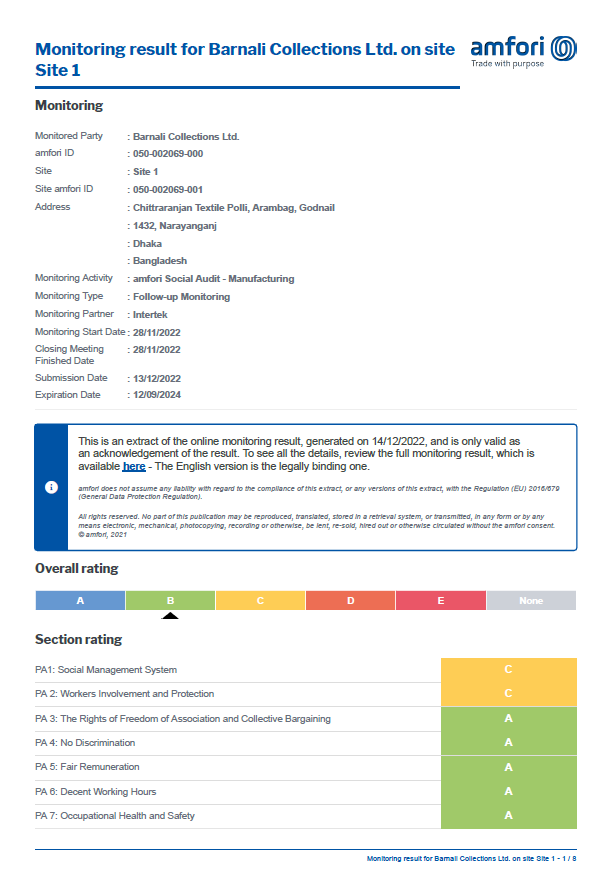 Monitoring result for Barnali Collections Ltd. on site
Site 1
amfori
Trade with purpose
Monitoring
Monitored Party : Barnali Collections Ltd.
amfori ID : 050-002069-000
Site : Site 1
Site amfori ID : 050-002069-001
Address : Chittraranjan Textile Polli, Arambag, Godnail
: 1432, Narayanganj
: Dhaka
: Bangladesh
Monitoring Activity : amfori Social Audit - Manufacturing
Monitoring Type : Follow-up Monitoring
Monitoring Partner : Intertek
Monitoring Start Date : 28/11/2022
Closing Meeting : 28/11/2022
Finished Date
Submission Date : 13/12/2022
Expiration Date : 12/09/2024
This is an extract of the online monitoring result, generated on 14/12/2022, and is only valid as
an acknowledgement of the result. To see all the details, review the full monitoring result, which is
available here - The English version is the legally binding one.
amfori does not assume any liability with regard to the compliance of this extract, or any versions of this extract, with the Regulation (EU) 2016/679
(General Data Protection Regulation).
All rights reserved. No part of this publication may be reproduced, translated, stored in a retrieval system, or transmitted, in any form or by any
means electronic, mechanical, photocopying, recording or otherwise, be lent, re-sold, hired out or otherwise circulated without the amfori consent.
© amfori, 2021
Overall rating
A B C D E None
Section rating
PA1: Social Management System C
PA 2: Workers Involvement and Protection C
PA 3: The Rights of Freedom of Association and Collective Bargaining A
PA 4: No Discrimination A
PA 5: Fair Remuneration A
PA 6: Decent Working Hours A
PA 7: Occupational Health and Safety A
Monitoring result for Barnali Collections Ltd. on site Site 1 - 1 / 8